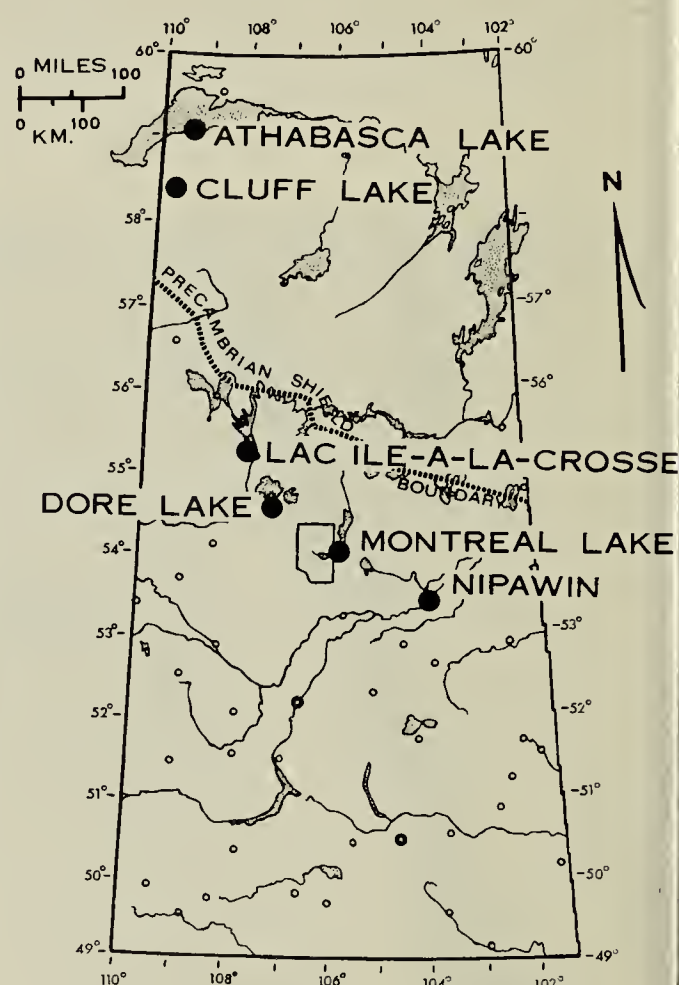 110° 108° 106° 104° 102°
60° 60°
0 MILES 100
0 100
KM.
ATHABASCA LAKE
CLUFF LAKE
N
58°
57° 57°
PRECAMBRIAN SHIELD BOUNDARY
56° 56°
LAC ILE-A-LA-CROSSE
55°
DORE LAKE
54°
MONTREAL LAKE
NIPAWIN
53° 53°
52° 52°
51° 51°
50° 50°
49° 49°
110° 108° 106° 104° 102°